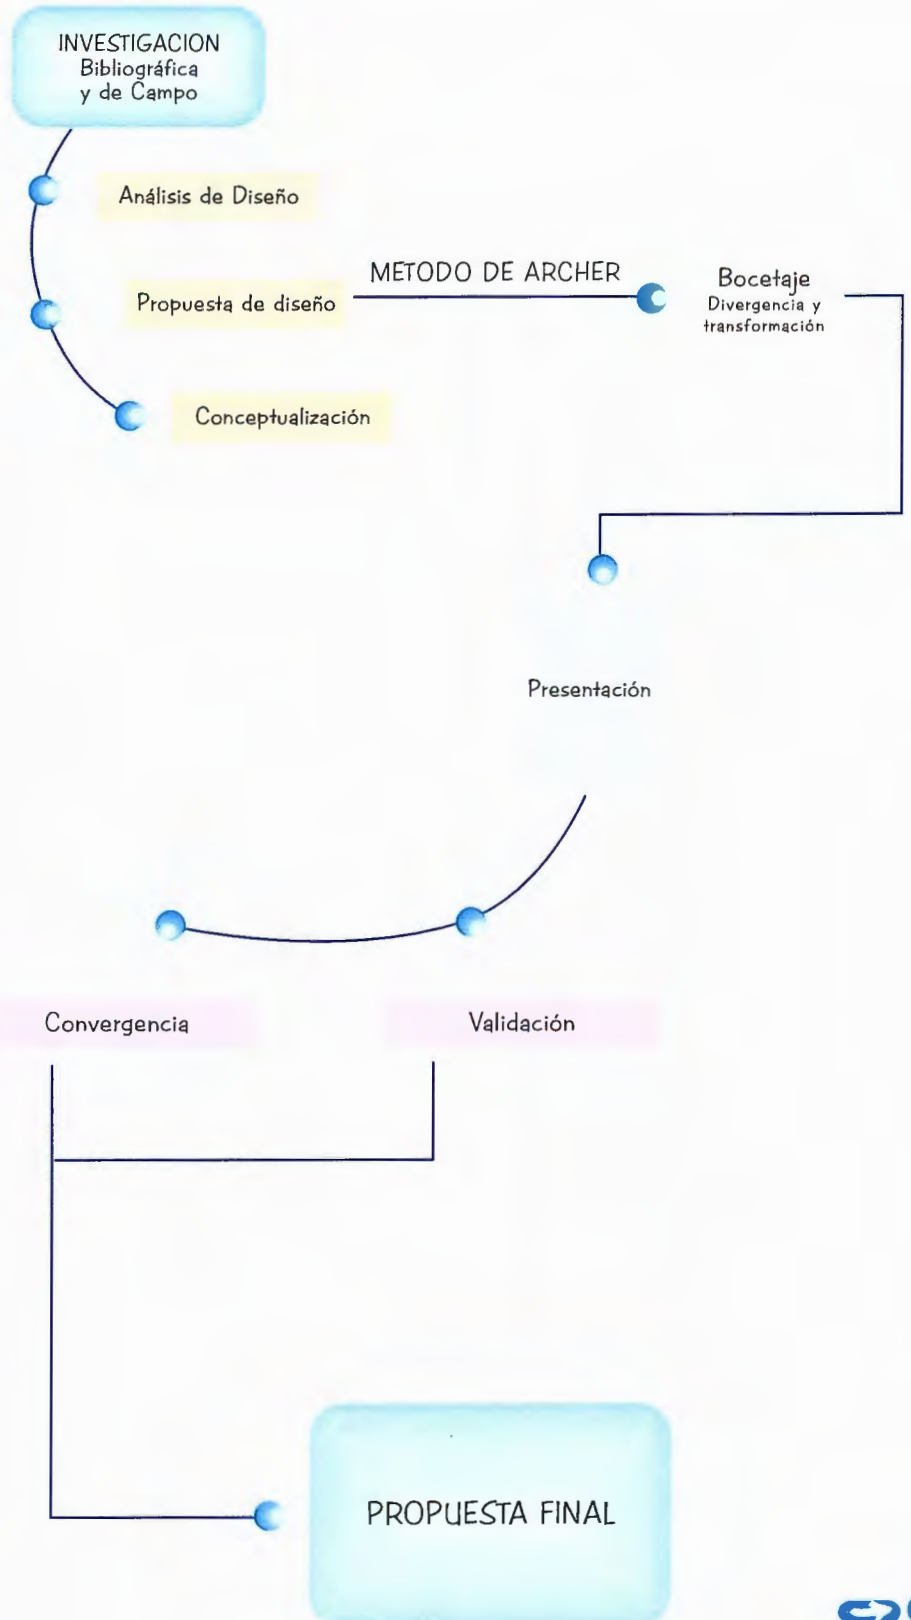 INVESTIGACION
Bibliográfica
y de Campo
Análisis de Diseño
Propuesta de diseño
METODO DE ARCHER
Bocetaje
Divergencia y
transformación
Conceptualización
Presentación
Convergencia
Validación
PROPUESTA FINAL